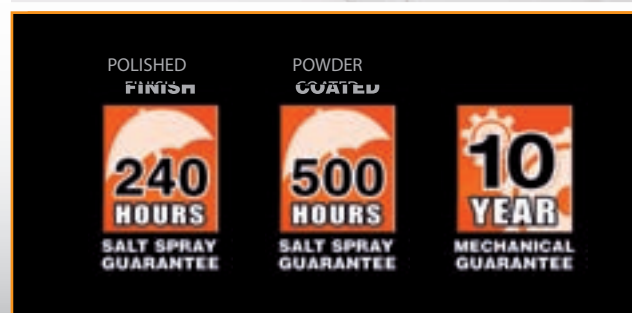 POLISHED
FINISH
240
HOURS
SALT SPRAY
GUARANTEE
POWDER
COATED
500
HOURS
SALT SPRAY
GUARANTEE
10
YEAR
MECHANICAL
GUARANTEE